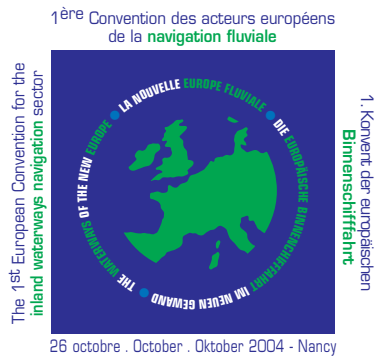 1ère Convention des acteurs européens
de la navigation fluviale
The 1st European Convention for the
inland waterways navigation sector
LA NOUVELLE EUROPE FLUVIALE
DIE EUROPÄISCHE BINNENSCHIFFFAHRT IM NEUEN GEWAND
THE WATERWAYS OF THE NEW EUROPE
1. Konvent der europäischen
Binnenschifffahrt
26 octobre . October . Oktober 2004 - Nancy